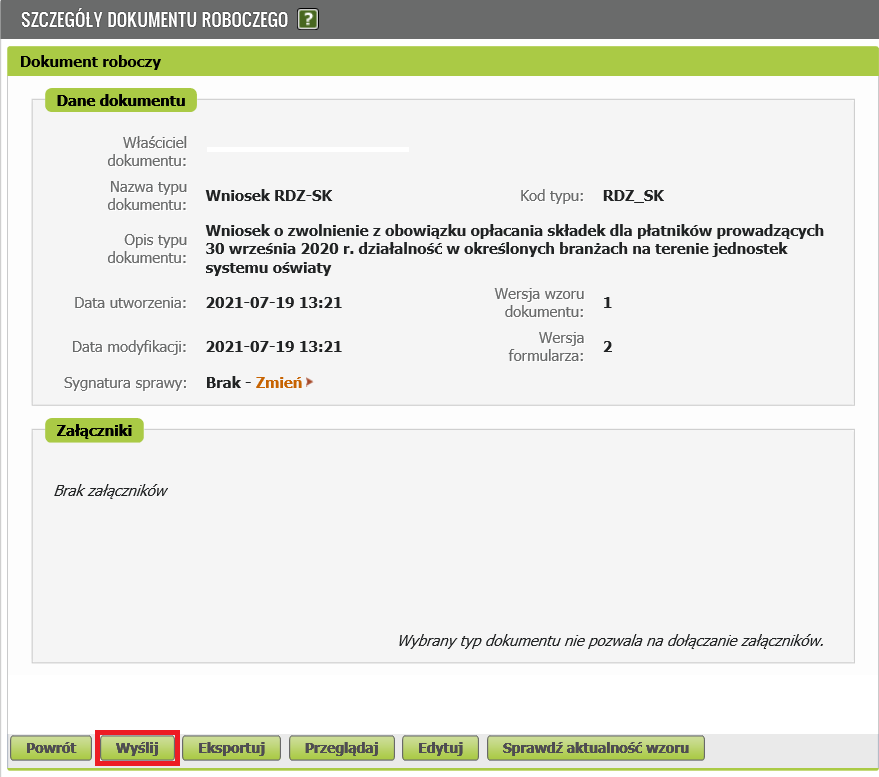 SZCZEGÓŁY DOKUMENTU ROBOCZEGO ?
Dokument roboczy
Dane dokumentu
Właściciel
dokumentu:
Nazwa typu
dokumentu:
Wniosek RDZ-SK
Kod typu:
RDZ_SK
Opis typu
dokumentu:
Wniosek o zwolnienie z obowiązku opłacania składek dla płatników prowadzących
30 września 2020 r. działalność w określonych branżach na terenie jednostek
systemu oświaty
Data utworzenia:
2021-07-19 13:21
Wersja wzoru
dokumentu:
1
Data modyfikacji:
2021-07-19 13:21
Wersja
formularza:
2
Sygnatura sprawy:
Brak - Zmień
Załączniki
Brak załączników
Wybrany typ dokumentu nie pozwala na dołączanie załączników.
Powrót
Wyślij
Eksportuj
Przeglądaj
Edytuj
Sprawdź aktualność wzoru